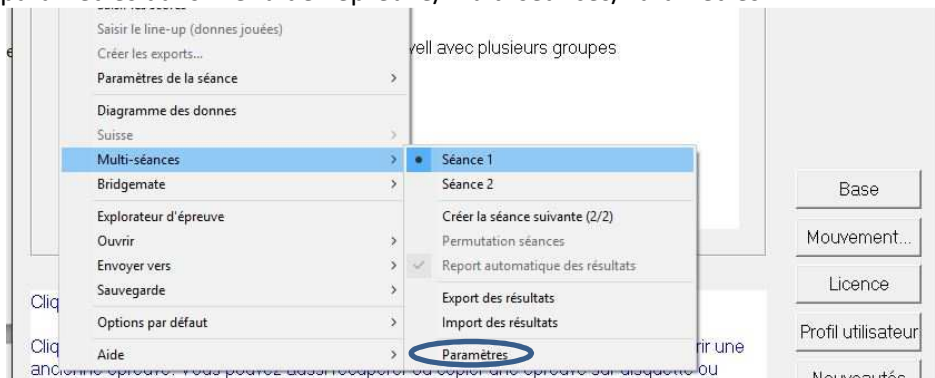 Saisir le line-up (donnes jouées)
Créer les exports...
Paramètres de la séance
Diagramme des donnes
Suisse
Multi-séances
Bridgemate
Explorateur d'épreuve
Ouvrir
Envoyer vers
Sauvegarde
Options par défaut
Aide
avec plusieurs groupes
Séance 1
Séance 2
Créer la séance suivante (2/2)
Permutation séances
Report automatique des résultats
Export des résultats
Import des résultats
Paramètres
Base
Mouvement...
Licence
Profil utilisateur
Nouveautés
Cliq
Cliq
rir une